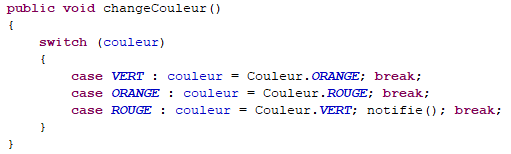 public void changeCouleur()
{
    switch (couleur)
    {
        case VERT : couleur = Couleur.ORANGE; break;
        case ORANGE : couleur = Couleur.ROUGE; break;
        case ROUGE : couleur = Couleur.VERT; notifie(); break;
    }
}